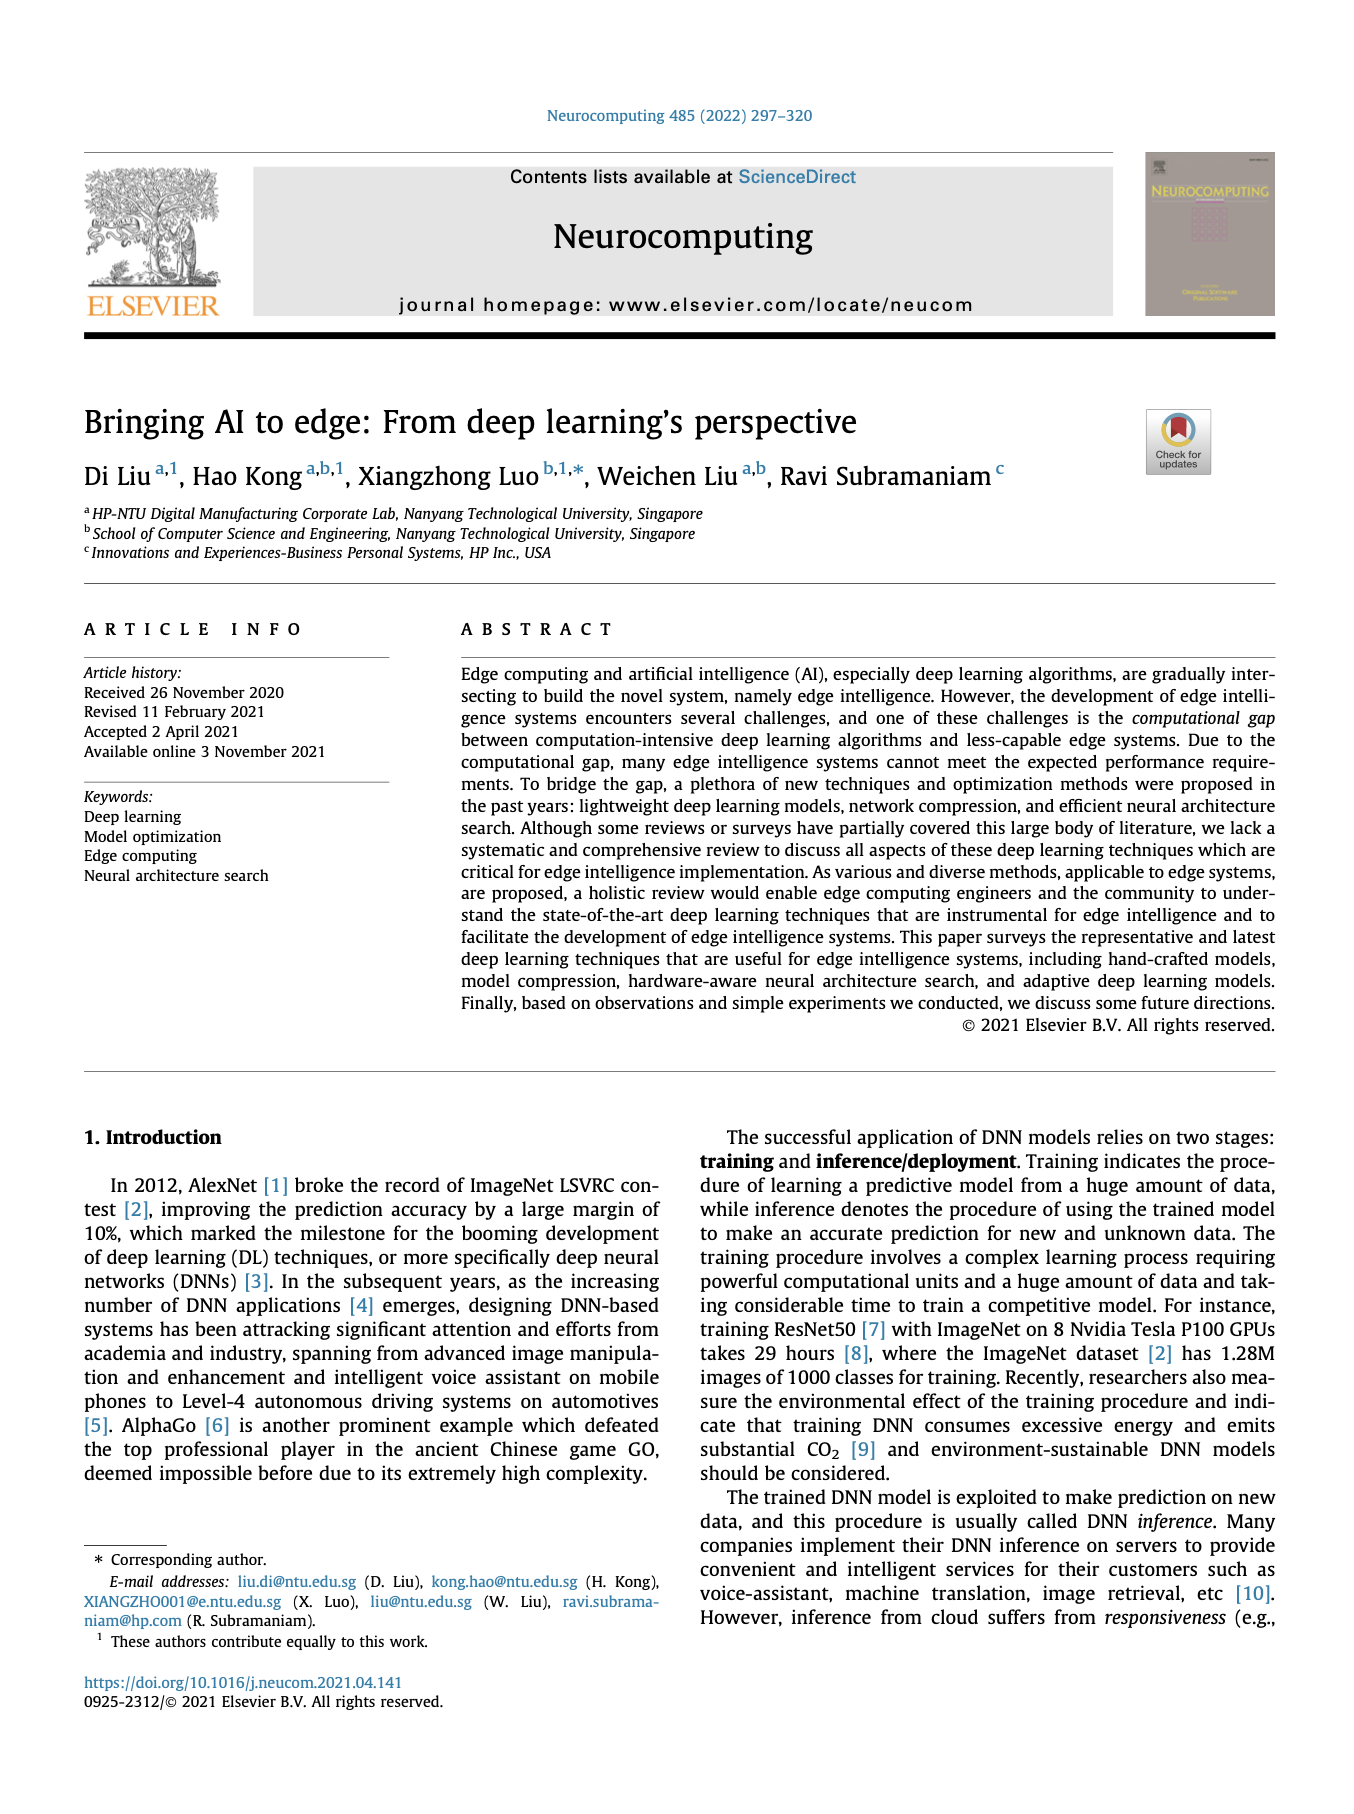 Neurocomputing 485 (2022) 297–320
Contents lists available at ScienceDirect
Neurocomputing
journal homepage: www.elsevier.com/locate/neucom
ELSEVIER
NEUROCOMPUTING
Bringing AI to edge: From deep learning's perspective
Di Liu a,1, Hao Kong a,b,1, Xiangzhong Luo b,1,*, Weichen Liu a,b, Ravi Subramaniam c
Check for
updates
a HP-NTU Digital Manufacturing Corporate Lab, Nanyang Technological University, Singapore
b School of Computer Science and Engineering, Nanyang Technological University, Singapore
c Innovations and Experiences-Business Personal Systems, HP Inc., USA
ARTICLE INFO
Article history:
Received 26 November 2020
Revised 11 February 2021
Accepted 2 April 2021
Available online 3 November 2021
Keywords:
Deep learning
Model optimization
Edge computing
Neural architecture search
ABSTRACT
Edge computing and artificial intelligence (AI), especially deep learning algorithms, are gradually inter-
secting to build the novel system, namely edge intelligence. However, the development of edge intelli-
gence systems encounters several challenges, and one of these challenges is the computational gap
between computation-intensive deep learning algorithms and less-capable edge systems. Due to the
computational gap, many edge intelligence systems cannot meet the expected performance require-
ments. To bridge the gap, a plethora of new techniques and optimization methods were proposed in
the past years: lightweight deep learning models, network compression, and efficient neural architecture
search. Although some reviews or surveys have partially covered this large body of literature, we lack a
systematic and comprehensive review to discuss all aspects of these deep learning techniques which are
critical for edge intelligence implementation. As various and diverse methods, applicable to edge systems,
are proposed, a holistic review would enable edge computing engineers and the community to under-
stand the state-of-the-art deep learning techniques that are instrumental for edge intelligence and to
facilitate the development of edge intelligence systems. This paper surveys the representative and latest
deep learning techniques that are useful for edge intelligence systems, including hand-crafted models,
model compression, hardware-aware neural architecture search, and adaptive deep learning models.
Finally, based on observations and simple experiments we conducted, we discuss some future directions.
© 2021 Elsevier B.V. All rights reserved.
1. Introduction
In 2012, AlexNet [1] broke the record of ImageNet LSVRC con-
test [2], improving the prediction accuracy by a large margin of
10%, which marked the milestone for the booming development
of deep learning (DL) techniques, or more specifically deep neural
networks (DNNs) [3]. In the subsequent years, as the increasing
number of DNN applications [4] emerges, designing DNN-based
systems has been attracking significant attention and efforts from
academia and industry, spanning from advanced image manipula-
tion and enhancement and intelligent voice assistant on mobile
phones to Level-4 autonomous driving systems on automotives
[5]. AlphaGo [6] is another prominent example which defeated
the top professional player in the ancient Chinese game GO,
deemed impossible before due to its extremely high complexity.
* Corresponding author.
E-mail addresses: liu.di@ntu.edu.sg (D. Liu), kong.hao@ntu.edu.sg (H. Kong),
XIANGZHO001@e.ntu.edu.sg (X. Luo), liu@ntu.edu.sg (W. Liu), ravi.subrama-
niam@hp.com (R. Subramaniam).
1 These authors contribute equally to this work.
The successful application of DNN models relies on two stages:
training and inference/deployment. Training indicates the proce-
dure of learning a predictive model from a huge amount of data,
while inference denotes the procedure of using the trained model
to make an accurate prediction for new and unknown data. The
training procedure involves a complex learning process requiring
powerful computational units and a huge amount of data and tak-
ing considerable time to train a competitive model. For instance,
training ResNet50 [7] with ImageNet on 8 Nvidia Tesla P100 GPUs
takes 29 hours [8], where the ImageNet dataset [2] has 1.28M
images of 1000 classes for training. Recently, researchers also mea-
sure the environmental effect of the training procedure and indi-
cate that training DNN consumes excessive energy and emits
substantial CO2 [9] and environment-sustainable DNN models
should be considered.
The trained DNN model is exploited to make prediction on new
data, and this procedure is usually called DNN inference. Many
companies implement their DNN inference on servers to provide
convenient and intelligent services for their customers such as
voice-assistant, machine translation, image retrieval, etc [10].
However, inference from cloud suffers from responsiveness (e.g.,
https://doi.org/10.1016/j.neucom.2021.04.141
0925-2312/© 2021 Elsevier B.V. All rights reserved.